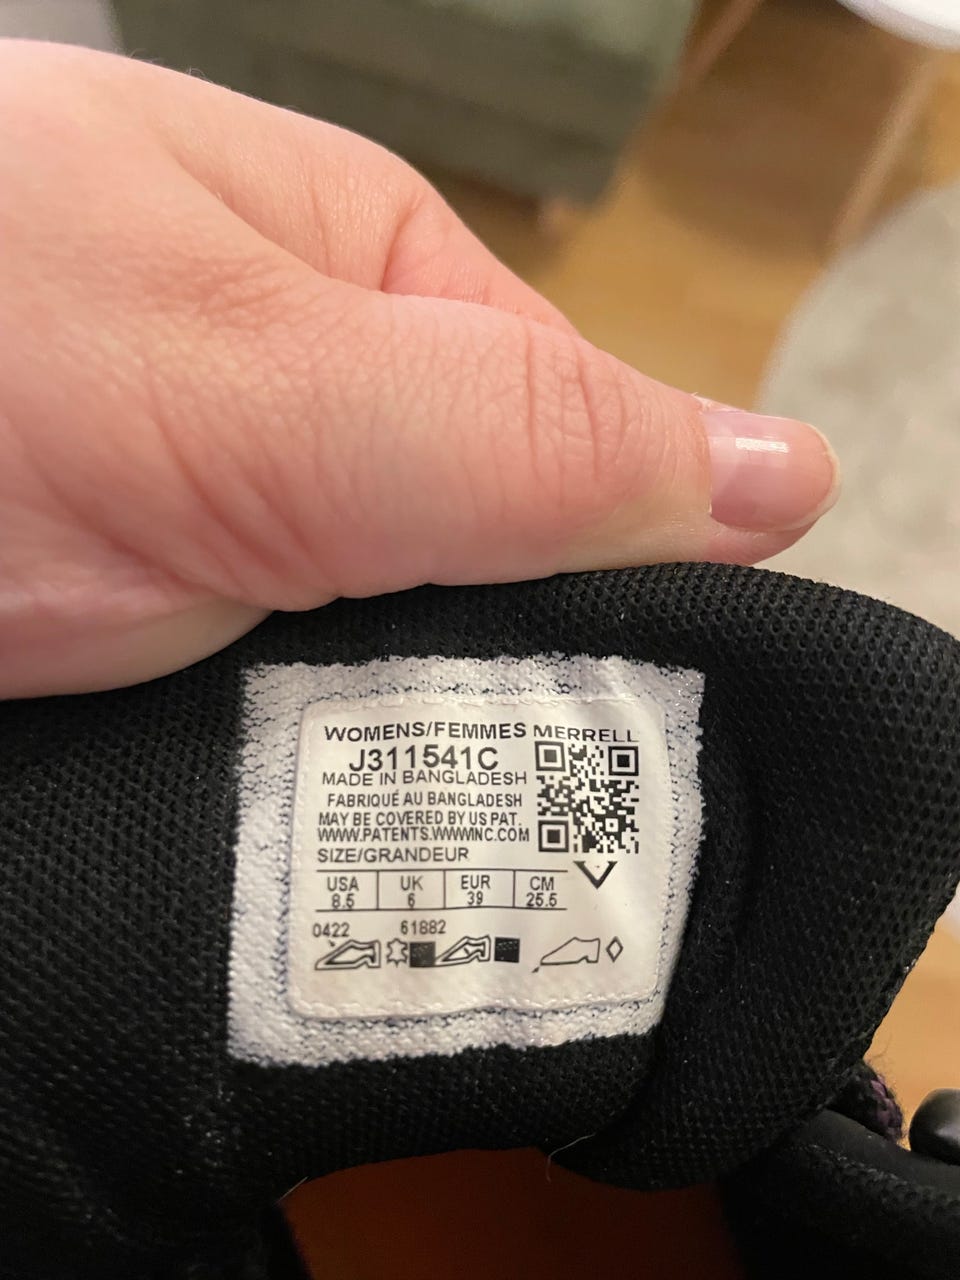 WOMENS/FEMMES MERRELL
J311541C
MADE IN BANGLADESH
FABRIQUÉ AU BANGLADESH
MAY BE COVERED BY US PAT.
WWW.PATENTS.WWWINC.COM
SIZE/GRANDEUR
USA UK EUR CM
8.5 6 39 25.5
0422 61882